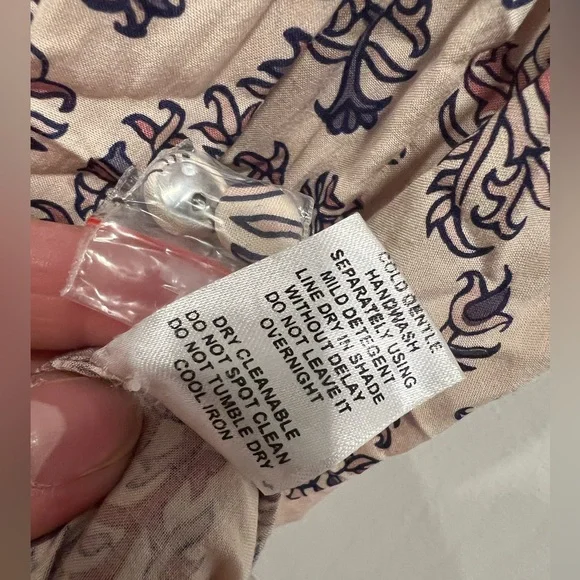 COLD GENTLE
HANDWASH
SEPARATELY USING
MILD DETERGENT
LINE DRY IN SHADE
WITHOUT DELAY
DO NOT LEAVE IT
OVERNIGHT
DRY CLEANABLE
DO NOT SPOT CLEAN
DO NOT TUMBLE DRY
COOL IRON